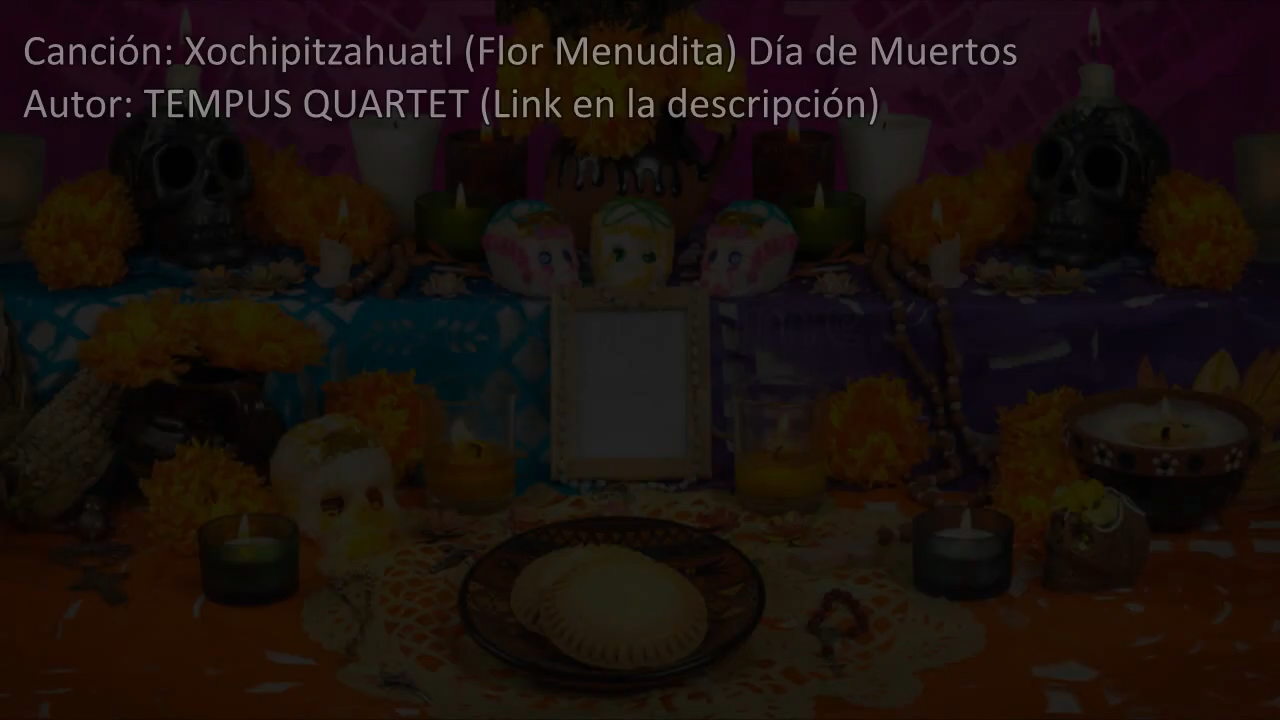 Canción: Xochipitzahuatl (Flor Menudita) Día de Muertos
Autor: TEMPUS QUARTET (Link en la descripción)